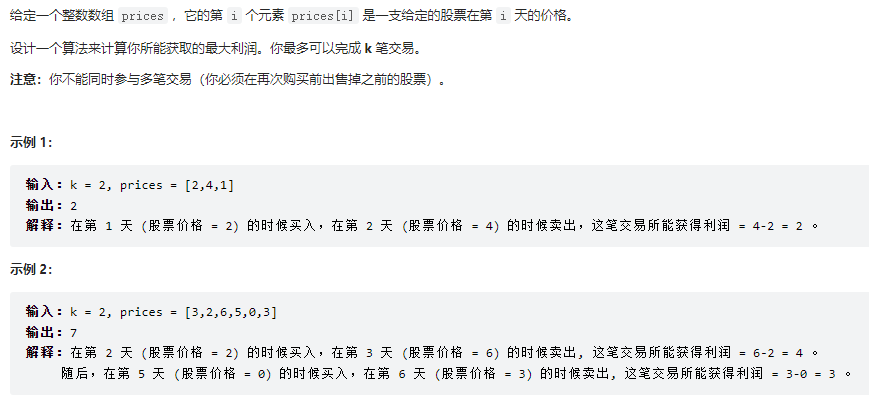 给定一个整数数组 prices ，它的第 i 个元素 prices[i] 是一支给定的股票在第 i 天的价格。
设计一个算法来计算你所能获取的最大利润。你最多可以完成 k 笔交易。
注意：你不能同时参与多笔交易（你必须在再次购买前出售掉之前的股票）。
示例 1：
输入：k = 2, prices = [2,4,1]
输出：2
解释：在第 1 天 (股票价格 = 2) 的时候买入，在第 2 天 (股票价格 = 4) 的时候卖出，这笔交易所能获得利润 = 4-2 = 2 。
示例 2：
输入：k = 2, prices = [3,2,6,5,0,3]
输出：7
解释：在第 2 天 (股票价格 = 2) 的时候买入，在第 3 天 (股票价格 = 6) 的时候卖出, 这笔交易所能获得利润 = 6-2 = 4 。
随后，在第 5 天 (股票价格 = 0) 的时候买入，在第 6 天 (股票价格 = 3) 的时候卖出, 这笔交易所能获得利润 = 3-0 = 3 。